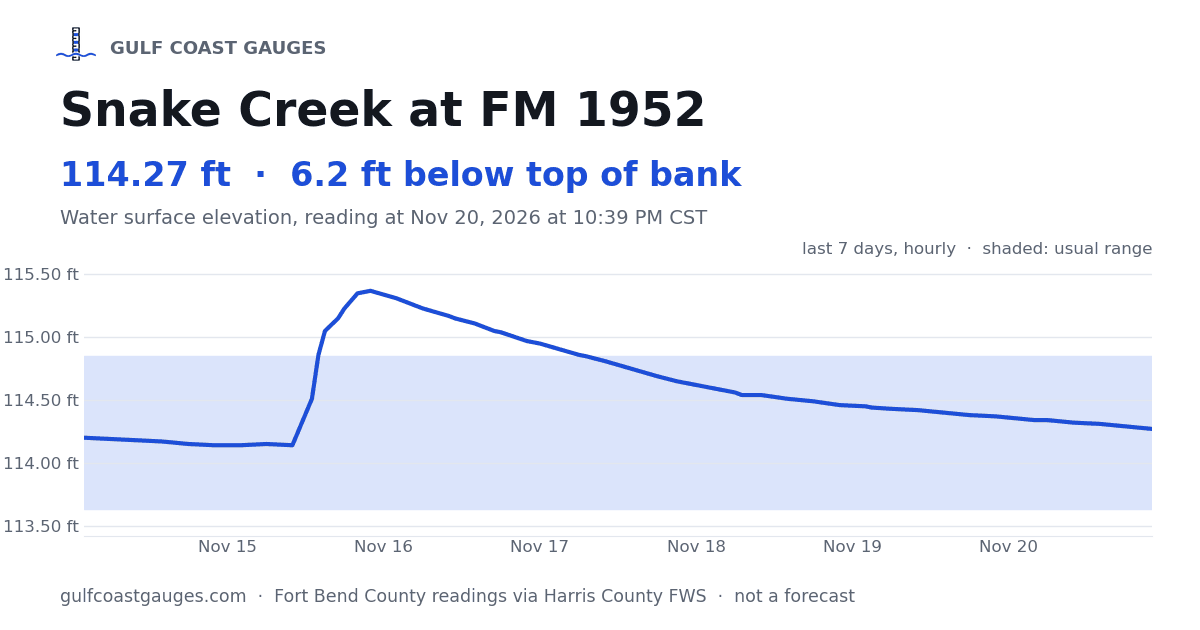 GULF COAST GAUGES
Snake Creek at FM 1952
114.27 ft · 6.2 ft below top of bank
Water surface elevation, reading at Nov 20, 2026 at 10:39 PM CST
last 7 days, hourly · shaded: usual range
115.50 ft
115.00 ft
114.50 ft
114.00 ft
113.50 ft
Nov 15 Nov 16 Nov 17 Nov 18 Nov 19 Nov 20
gulfcoastgauges.com · Fort Bend County readings via Harris County FWS · not a forecast